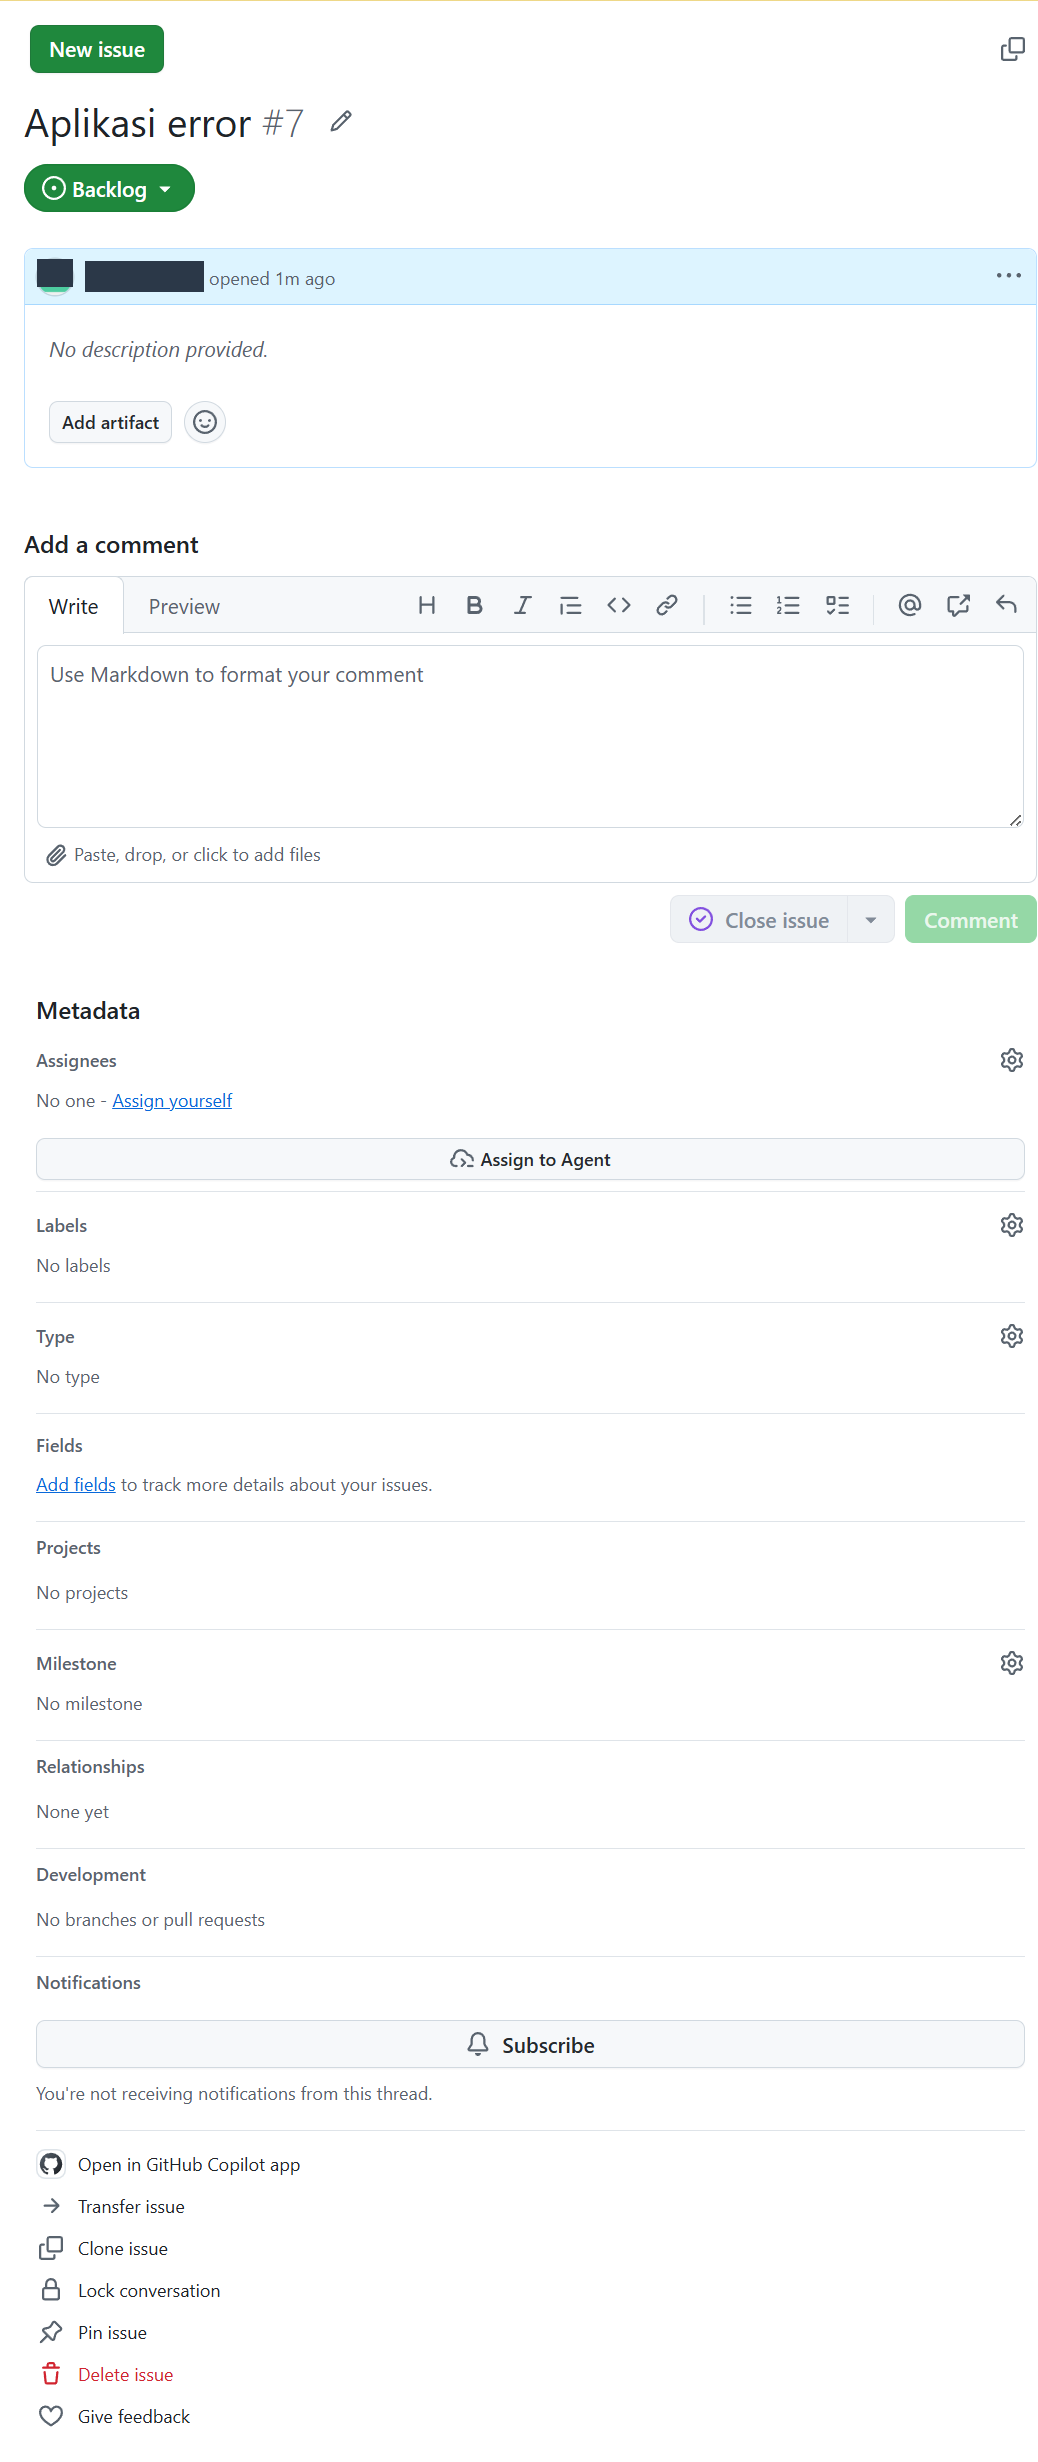 New issue
Aplikasi error #7
Backlog
opened 1m ago
No description provided.
Add artifact
Add a comment
Write Preview
Use Markdown to format your comment
Paste, drop, or click to add files
Close issue Comment
Metadata
Assignees
No one - Assign yourself
Assign to Agent
Labels
No labels
Type
No type
Fields
Add fields to track more details about your issues.
Projects
No projects
Milestone
No milestone
Relationships
None yet
Development
No branches or pull requests
Notifications
Subscribe
You're not receiving notifications from this thread.
Open in GitHub Copilot app
Transfer issue
Clone issue
Lock conversation
Pin issue
Delete issue
Give feedback